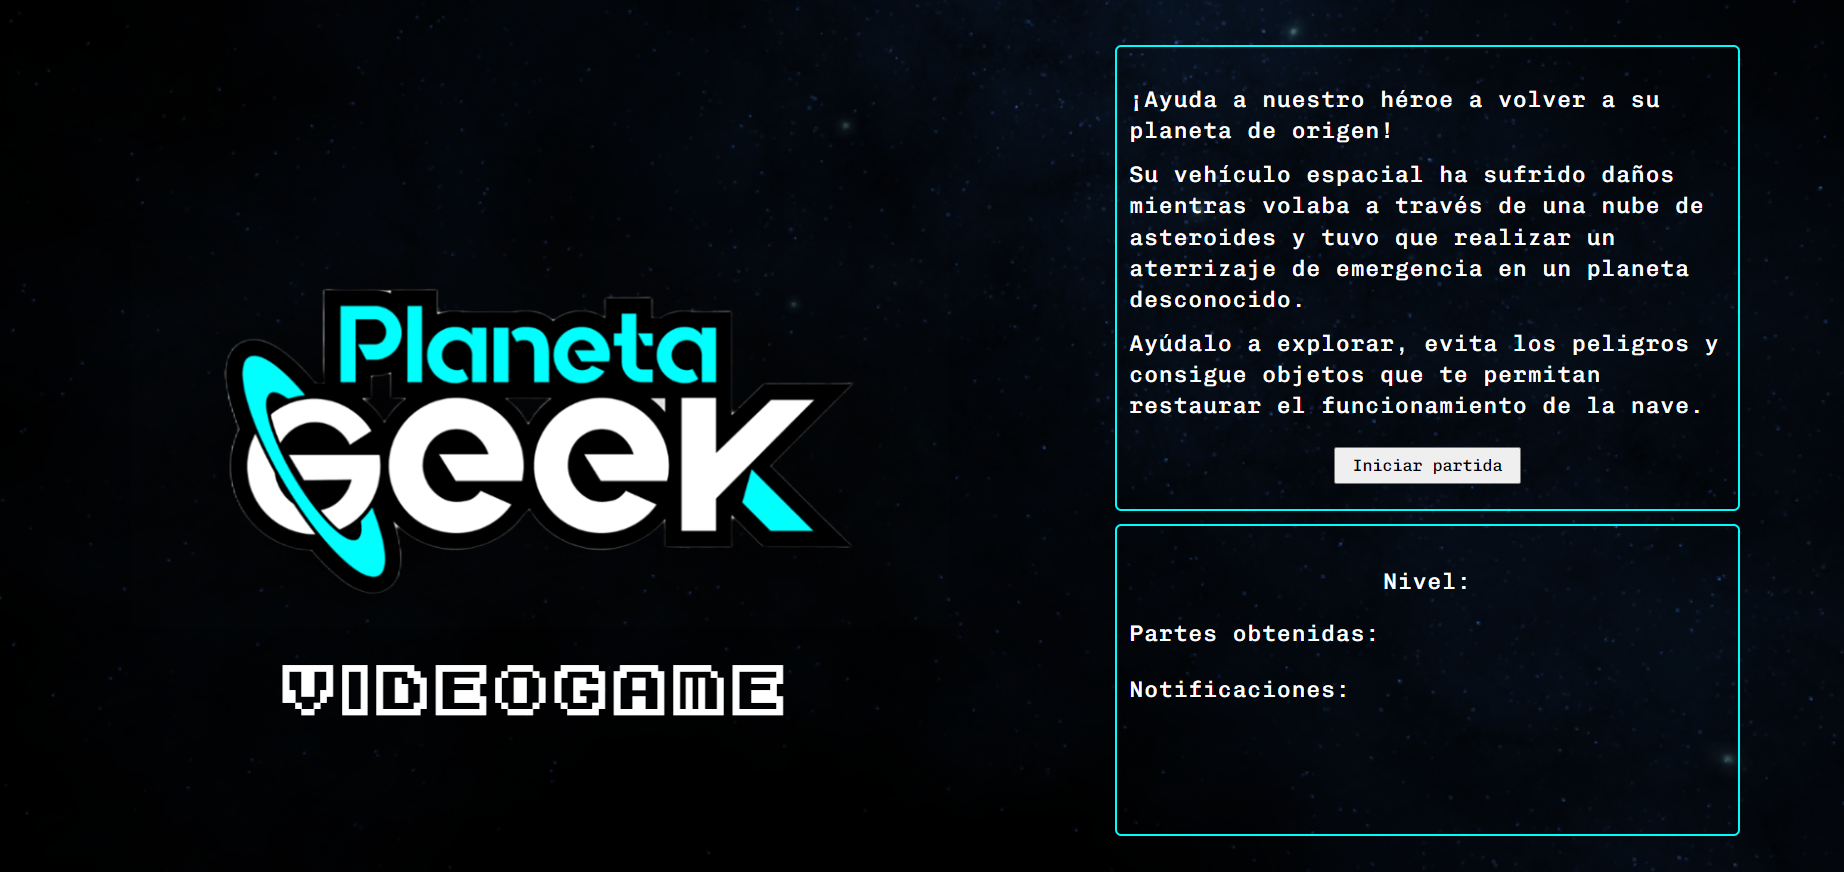 Planeta
Geek
VIDEOGAME
¡Ayuda a nuestro héroe a volver a su
planeta de origen!
Su vehículo espacial ha sufrido daños
mientras volaba a través de una nube de
asteroides y tuvo que realizar un
aterrizaje de emergencia en un planeta
desconocido.
Ayúdalo a explorar, evita los peligros y
consigue objetos que te permitan
restaurar el funcionamiento de la nave.
Iniciar partida
Nivel:
Partes obtenidas:
Notificaciones: